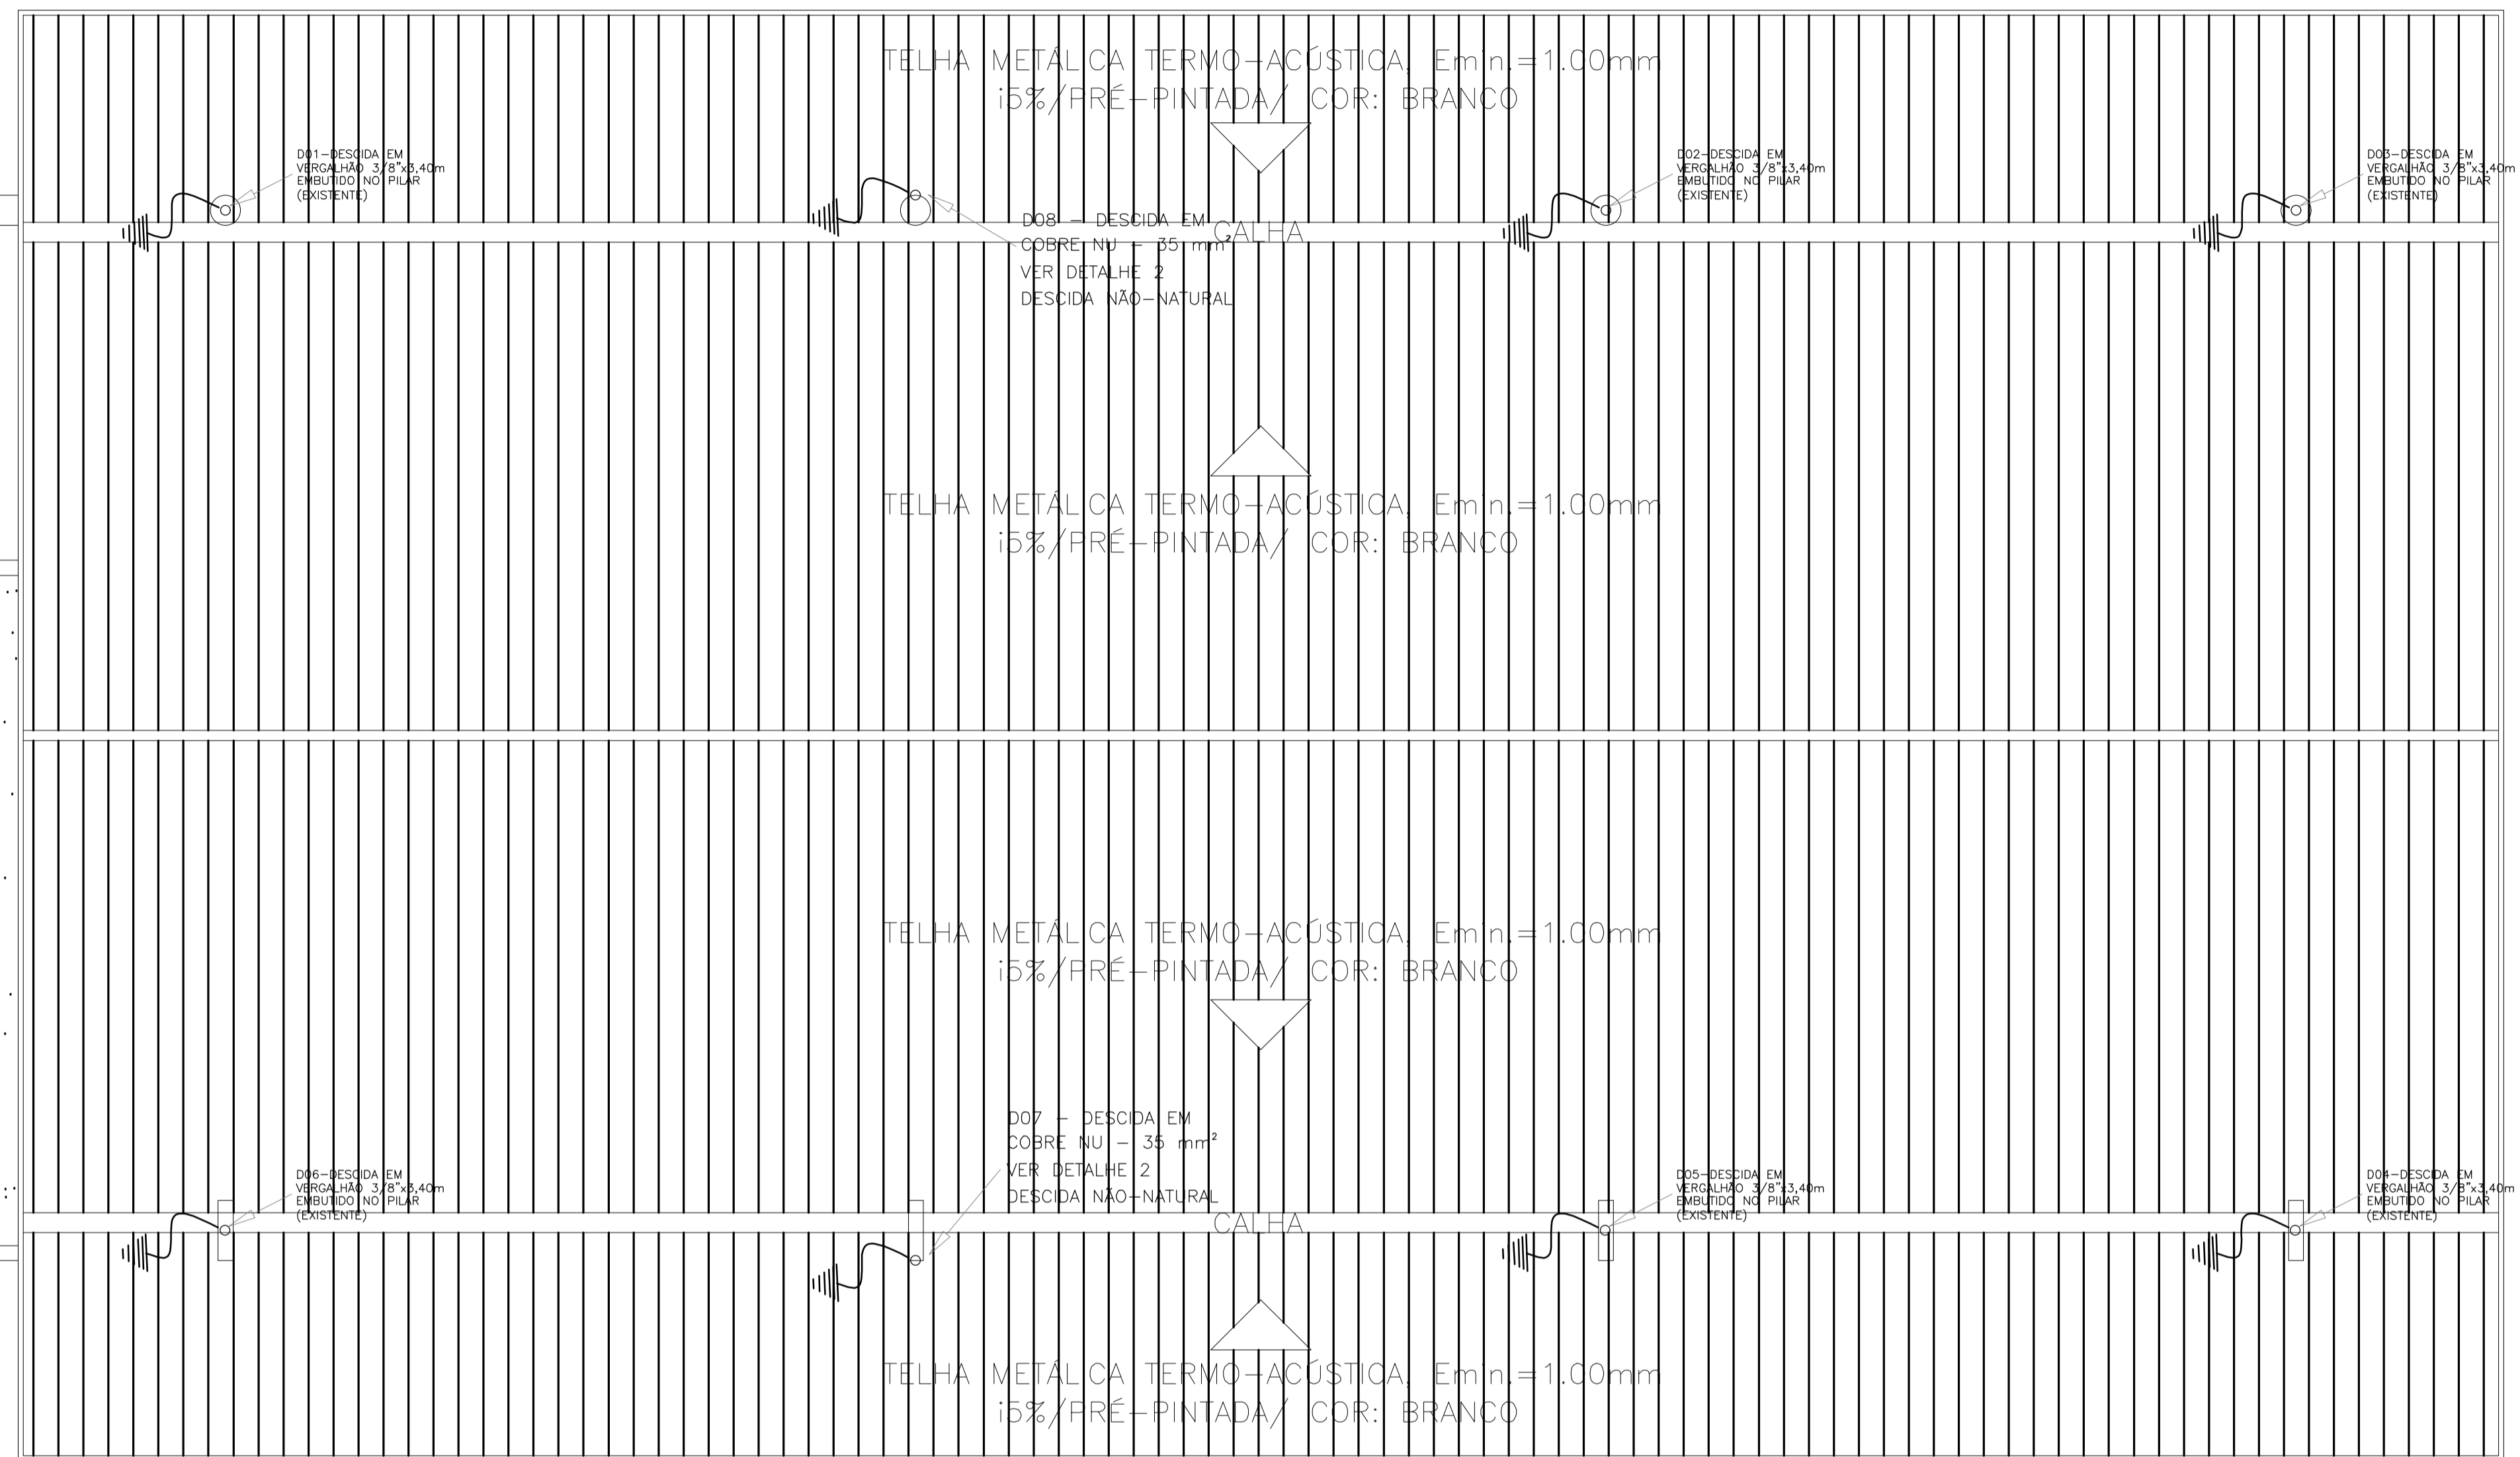 TELHA METÁLICA TERMO-ACÚSTICA, Emín.=1.00mm
i5%/PRÉ-PINTADA/ COR: BRANCO
D01-DESCIDA EM
VERGALHÃO 3/8"x3,40m
EMBUTIDO NO PILAR
(EXISTENTE)
D08 - DESCIDA EM
COBRE NU - 35 mm²
VER DETALHE 2
DESCIDA NÃO-NATURAL
CALHA
D02-DESCIDA EM
VERGALHÃO 3/8"x3,40m
EMBUTIDO NO PILAR
(EXISTENTE)
D03-DESCIDA EM
VERGALHÃO 3/8"x3,40m
EMBUTIDO NO PILAR
(EXISTENTE)
TELHA METÁLICA TERMO-ACÚSTICA, Emín.=1.00mm
i5%/PRÉ-PINTADA/ COR: BRANCO
TELHA METÁLICA TERMO-ACÚSTICA, Emín.=1.00mm
i5%/PRÉ-PINTADA/ COR: BRANCO
D06-DESCIDA EM
VERGALHÃO 3/8"x3,40m
EMBUTIDO NO PILAR
(EXISTENTE)
D07 - DESCIDA EM
COBRE NU - 35 mm²
VER DETALHE 2
DESCIDA NÃO-NATURAL
CALHA
D05-DESCIDA EM
VERGALHÃO 3/8"x3,40m
EMBUTIDO NO PILAR
(EXISTENTE)
D04-DESCIDA EM
VERGALHÃO 3/8"x3,40m
EMBUTIDO NO PILAR
(EXISTENTE)
TELHA METÁLICA TERMO-ACÚSTICA, Emín.=1.00mm
i5%/PRÉ-PINTADA/ COR: BRANCO